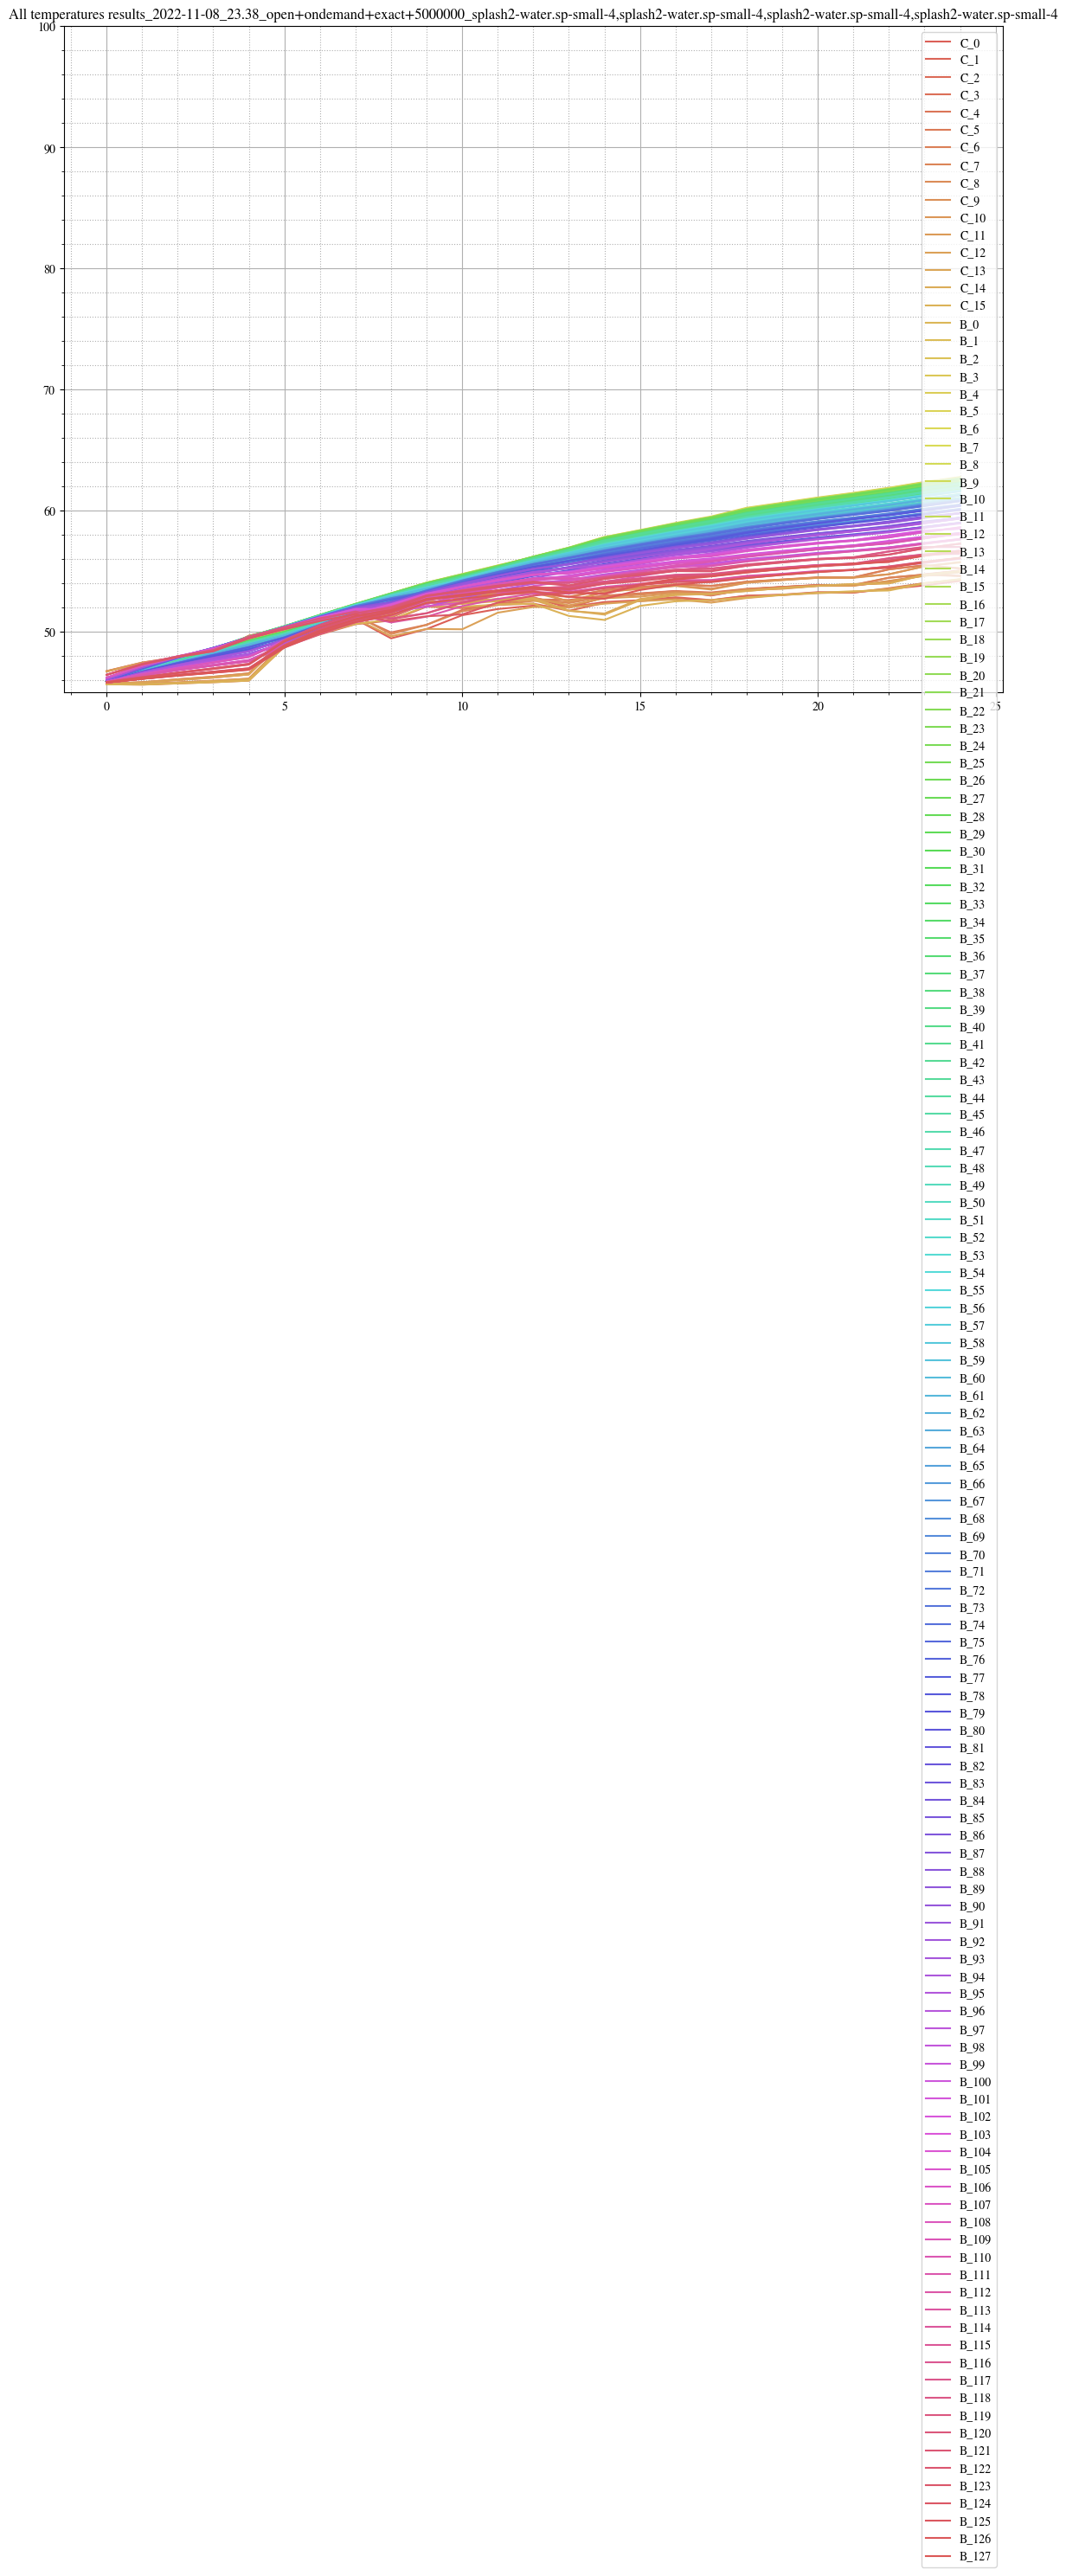 All temperatures results_2022-11-08_23.38_open+ondemand+exact+5000000_splash2-water.sp-small-4,splash2-water.sp-small-4,splash2-water.sp-small-4,splash2-water.sp-small-4
100
90
80
70
60
50
0
5
10
15
20
25
C_0
C_1
C_2
C_3
C_4
C_5
C_6
C_7
C_8
C_9
C_10
C_11
C_12
C_13
C_14
C_15
B_0
B_1
B_2
B_3
B_4
B_5
B_6
B_7
B_8
B_9
B_10
B_11
B_12
B_13
B_14
B_15
B_16
B_17
B_18
B_19
B_20
B_21
B_22
B_23
B_24
B_25
B_26
B_27
B_28
B_29
B_30
B_31
B_32
B_33
B_34
B_35
B_36
B_37
B_38
B_39
B_40
B_41
B_42
B_43
B_44
B_45
B_46
B_47
B_48
B_49
B_50
B_51
B_52
B_53
B_54
B_55
B_56
B_57
B_58
B_59
B_60
B_61
B_62
B_63
B_64
B_65
B_66
B_67
B_68
B_69
B_70
B_71
B_72
B_73
B_74
B_75
B_76
B_77
B_78
B_79
B_80
B_81
B_82
B_83
B_84
B_85
B_86
B_87
B_88
B_89
B_90
B_91
B_92
B_93
B_94
B_95
B_96
B_97
B_98
B_99
B_100
B_101
B_102
B_103
B_104
B_105
B_106
B_107
B_108
B_109
B_110
B_111
B_112
B_113
B_114
B_115
B_116
B_117
B_118
B_119
B_120
B_121
B_122
B_123
B_124
B_125
B_126
B_127